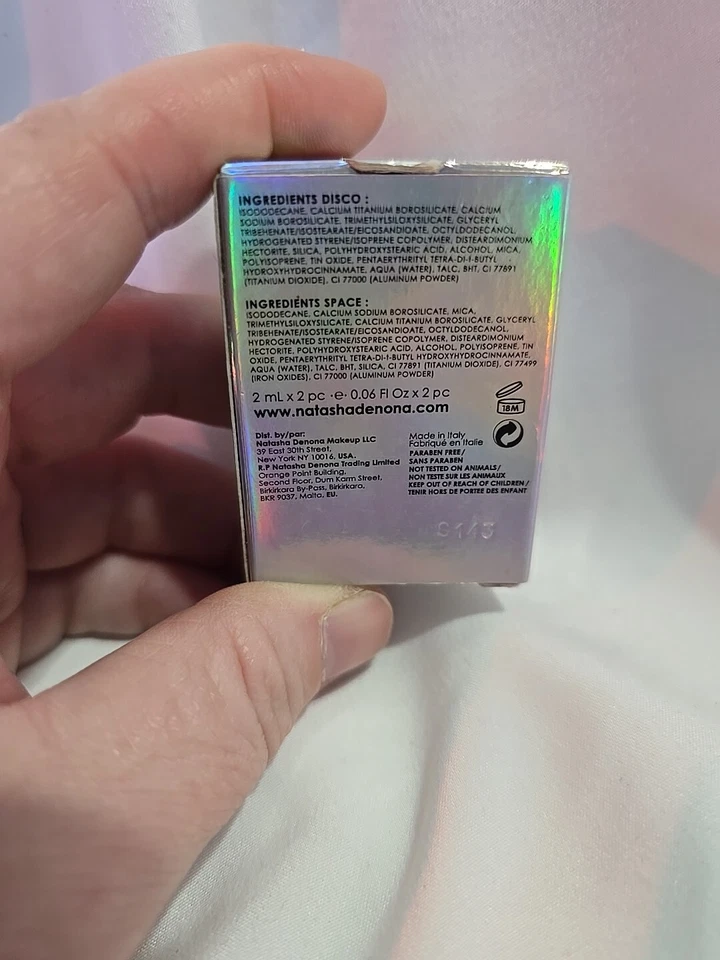 INGREDIENTS DISCO :
ISODODECANE, CALCIUM TITANIUM BOROSILICATE, CALCIUM
SODIUM BOROSILICATE, TRIMETHYLSILOXYSILICATE, GLYCERYL
TRIBEHENATE/ISOSTEARATE/EICOSANDIOATE, OCTYLDODECANOL,
HYDROGENATED STYRENE/ISOPRENE COPOLYMER, DISTEARDIMONIUM
HECTORITE, SILICA, POLYHYDROXYSTEARIC ACID, ALCOHOL, MICA,
POLYISOPRENE, TIN OXIDE, PENTAERYTHRITYL TETRA-DI-t-BUTYL
HYDROXYHYDROCINNAMATE, AQUA (WATER), TALC, BHT, CI 77891
(TITANIUM DIOXIDE), CI 77000 (ALUMINUM POWDER)
INGREDIENTS SPACE :
ISODODECANE, CALCIUM SODIUM BOROSILICATE, MICA,
TRIMETHYLSILOXYSILICATE, CALCIUM TITANIUM BOROSILICATE, GLYCERYL
TRIBEHENATE/ISOSTEARATE/EICOSANDIOATE, OCTYLDODECANOL,
HYDROGENATED STYRENE/ISOPRENE COPOLYMER, DISTEARDIMONIUM
HECTORITE, POLYHYDROXYSTEARIC ACID, ALCOHOL, POLYISOPRENE, TIN
OXIDE, PENTAERYTHRITYL TETRA-DI-t-BUTYL HYDROXYHYDROCINNAMATE,
AQUA (WATER), TALC, BHT, SILICA, CI 77891 (TITANIUM DIOXIDE), CI 77499
(IRON OXIDES), CI 77000 (ALUMINUM POWDER)
2 mL x 2 pc ·e· 0.06 Fl Oz x 2 pc
www.natashadenona.com
18M
Dist. by/par:
Natasha Denona Makeup LLC
39 East 30th Street,
New York NY 10016, USA.
R.P Natasha Denona Trading Limited
Orange Point Building,
Second Floor, Dum Karm Street,
Birkirkara By-Pass, Birkirkara,
BKR 9037, Malta, EU.
Made in Italy
Fabriqué en Italie
PARABEN FREE/
SANS PARABEN
NOT TESTED ON ANIMALS/
NON TESTE SUR LES ANIMAUX
KEEP OUT OF REACH OF CHILDREN/
TENIR HORS DE PORTEE DES ENFANT